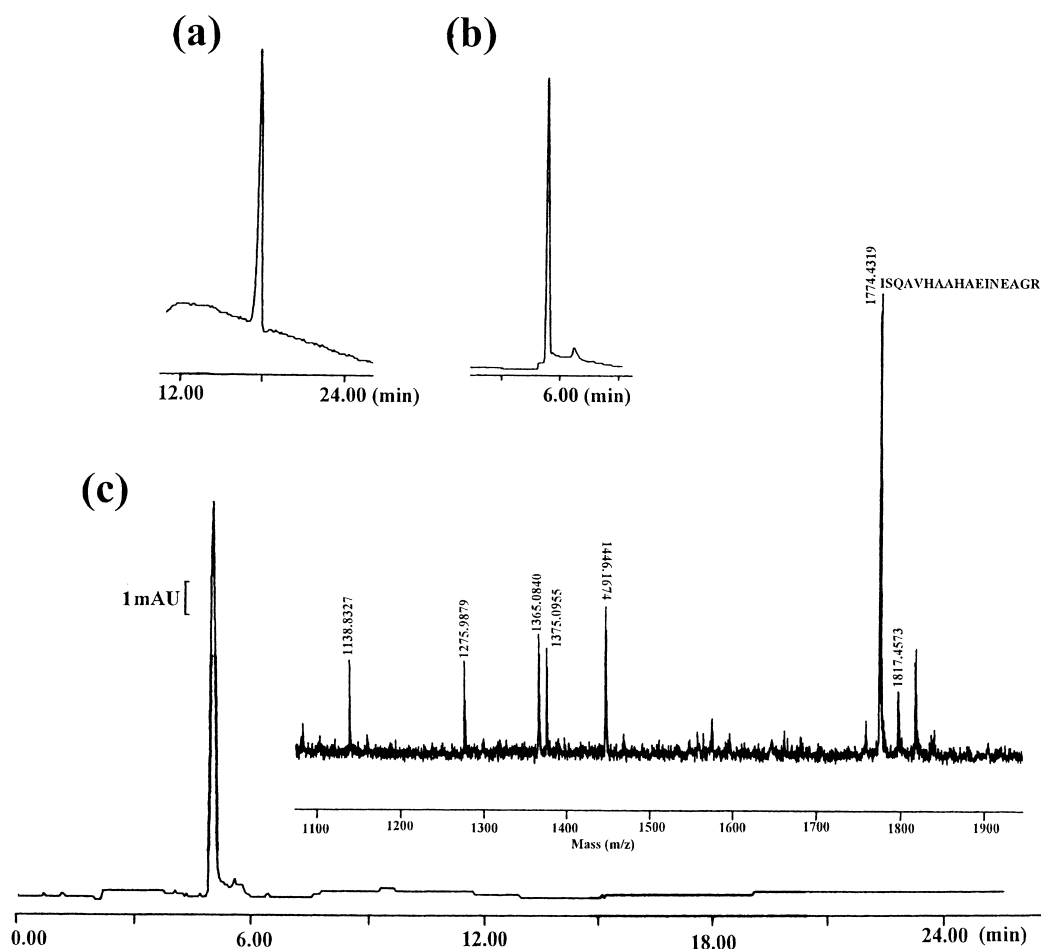 (a)
(b)
12.00
24.00 (min)
6.00 (min)
1774.4319
ISQAVHAAHAEINEAGR
(c)
1 mAU
1138.8327
1275.9879
1365.0840
1375.0955
1446.1674
1817.4573
1100 1200 1300 1400 1500 1600 1700 1800 1900
Mass (m/z)
0.00 6.00 12.00 18.00 24.00 (min)